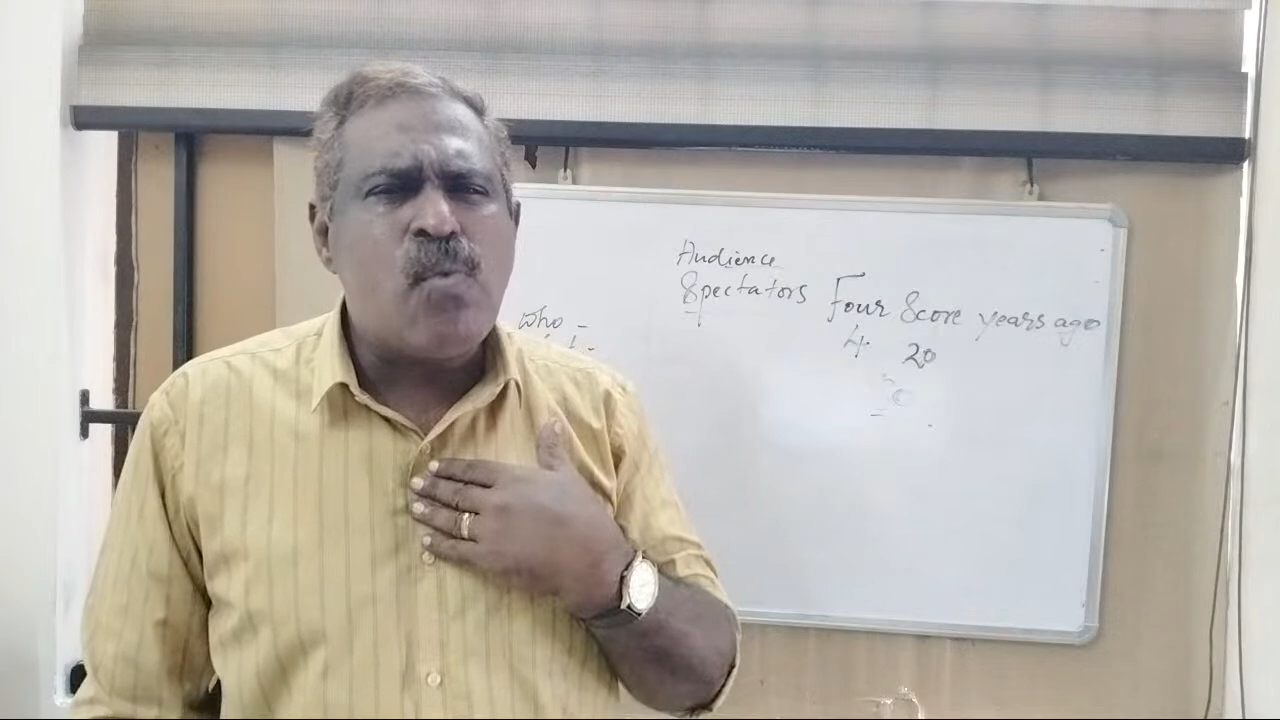 Audience
Spectators
Four Score years ago
4 20
who -